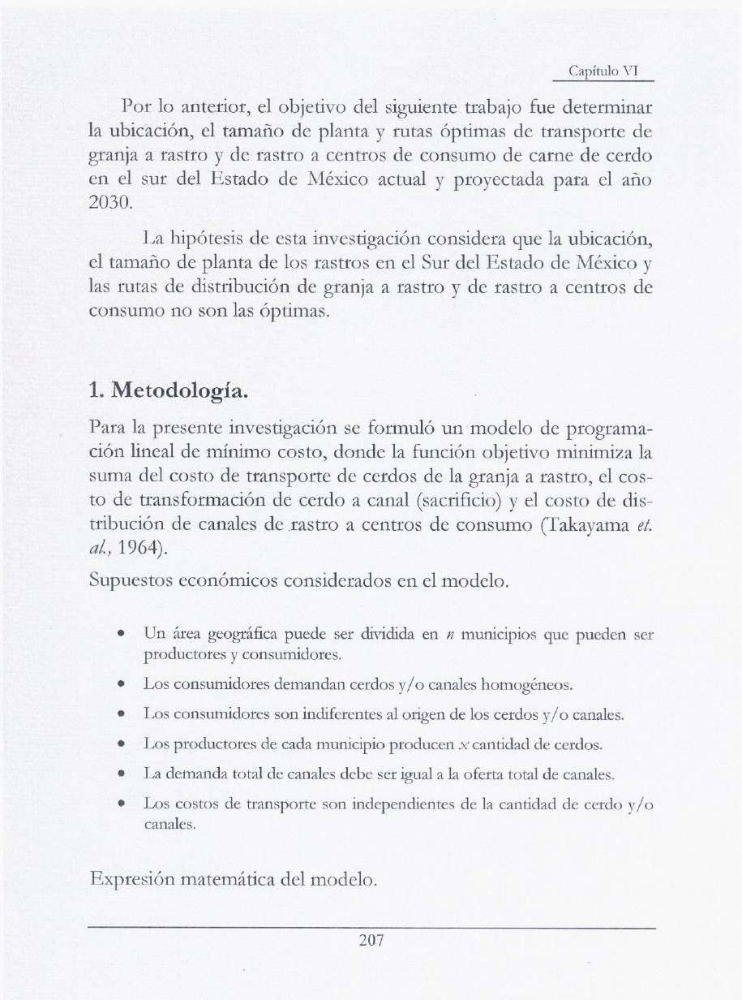 Capítulo VI
Por lo anterior, el objetivo del siguiente trabajo fue determinar
la ubicación, el tamaño de planta y rutas óptimas de transporte de
granja a rastro y de rastro a centros de consumo de carne de cerdo
en el sur del Estado de México actual y proyectada para el año
2030.
La hipótesis de esta investigación considera que la ubicación,
el tamaño de planta de los rastros en el Sur del Estado de México y
las rutas de distribución de granja a rastro y de rastro a centros de
consumo no son las óptimas.
1. Metodología.
Para la presente investigación se formuló un modelo de programa-
ción lineal de mínimo costo, donde la función objetivo minimiza la
suma del costo de transporte de cerdos de la granja a rastro, el cos-
to de transformación de cerdo a canal (sacrificio) y el costo de dis-
tribución de canales de rastro a centros de consumo (Takayama et.
al., 1964).
Supuestos económicos considerados en el modelo.
• Un área geográfica puede ser dividida en n municipios que pueden ser
productores y consumidores.
• Los consumidores demandan cerdos y/o canales homogéneos.
• Los consumidores son indiferentes al origen de los cerdos y/o canales.
• Los productores de cada municipio producen x cantidad de cerdos.
• La demanda total de canales debe ser igual a la oferta total de canales.
• Los costos de transporte son independientes de la cantidad de cerdo y/o
canales.
Expresión matemática del modelo.
207